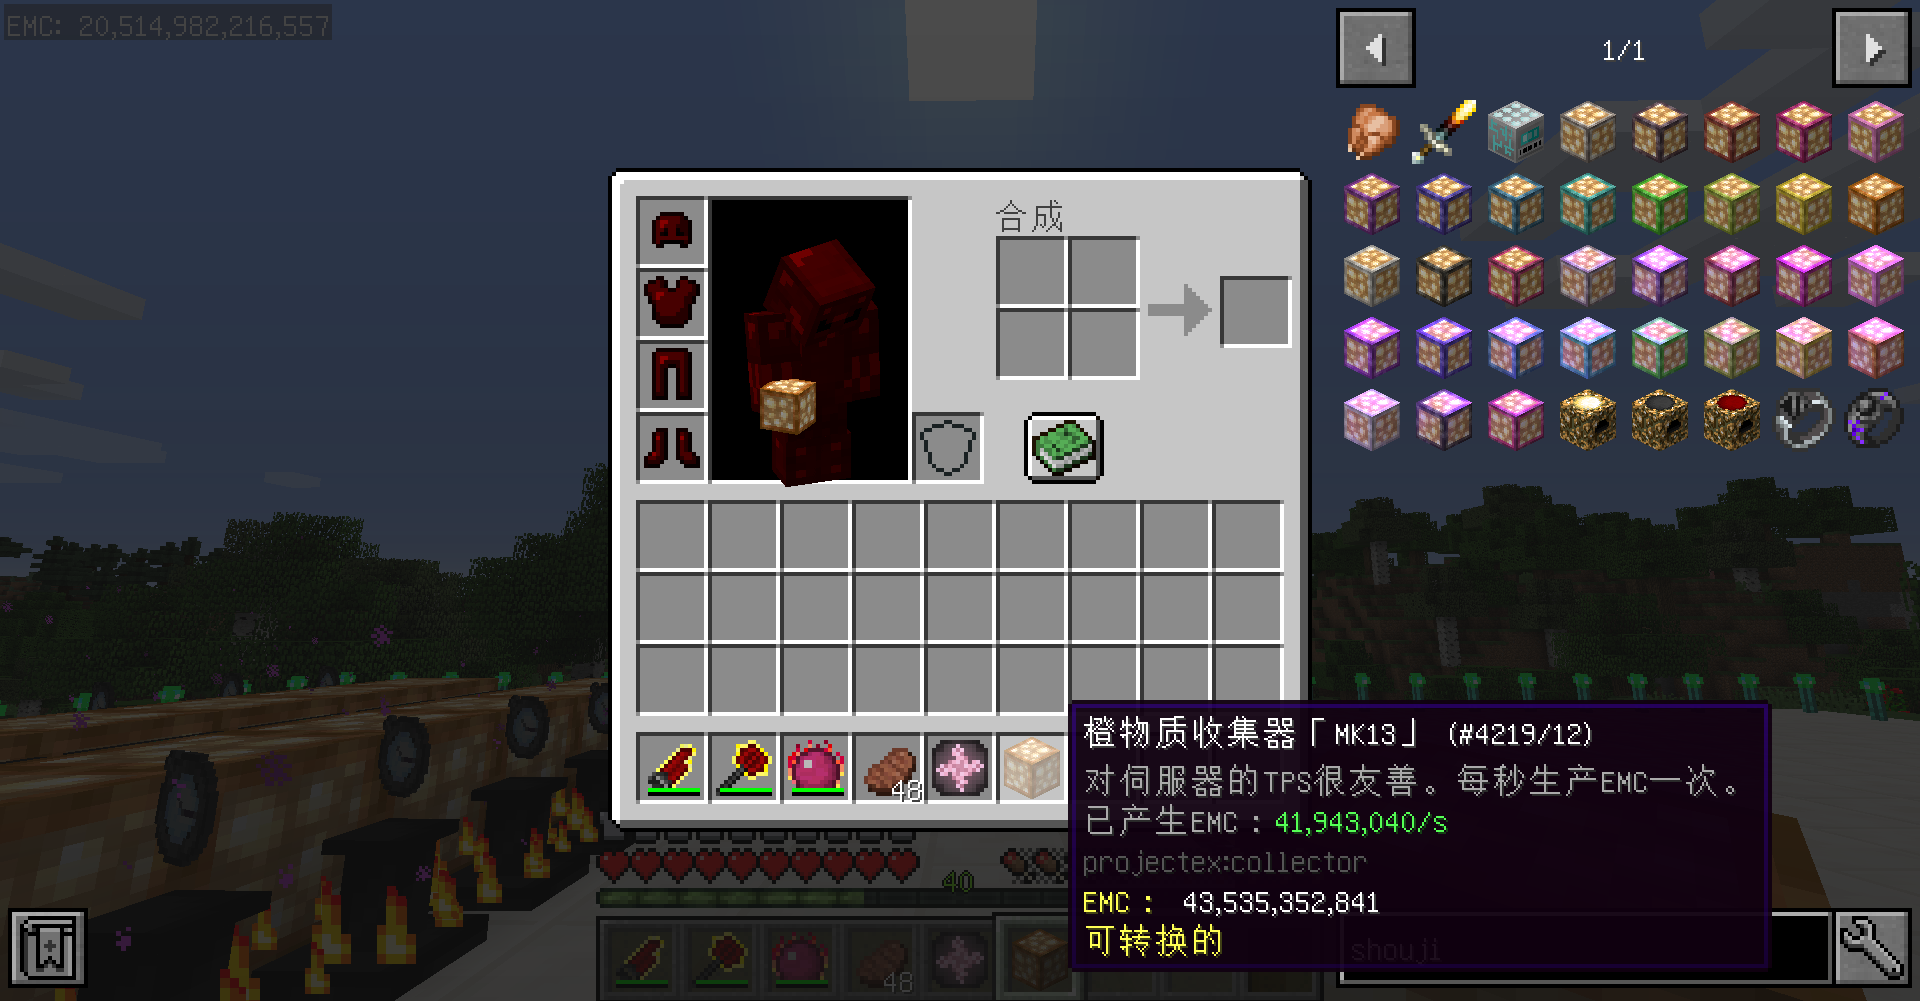 EMC: 20,514,982,216,557
1/1
合成
48
橙物质收集器「MK13」 (#4219/12)
对伺服器的TPS很友善。每秒生产EMC一次。
已产生EMC：41,943,040/s
projectex:collector
EMC： 43,535,352,841
可转换的
40
48
shouji